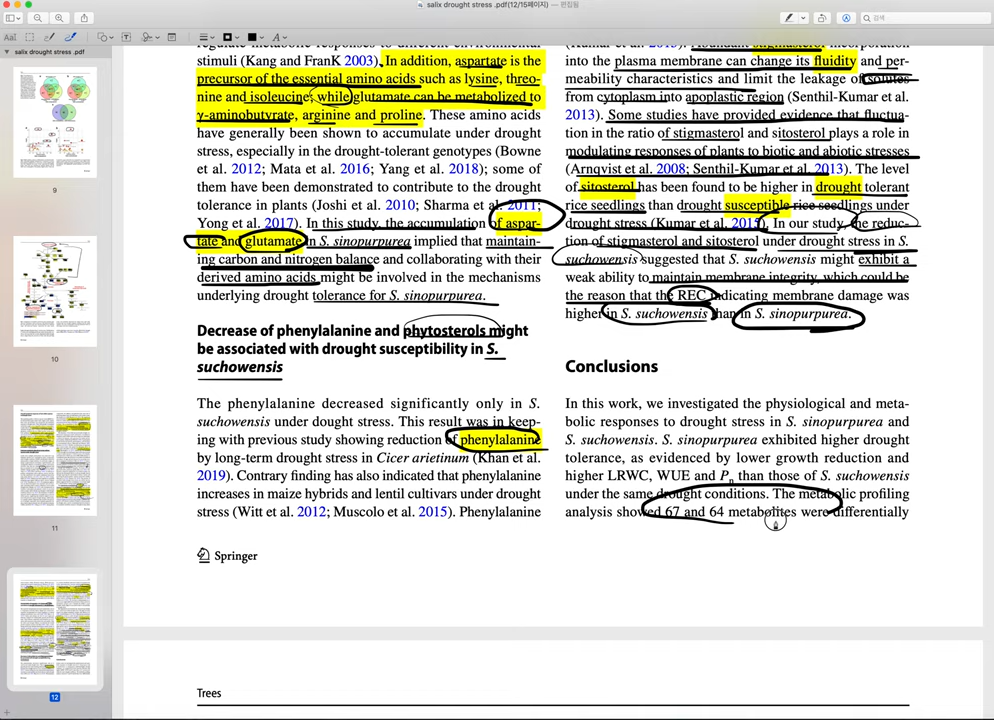 salix drought stress .pdf(12/15페이지) — 편집됨
검색
salix drought stress .pdf
9
10
11
12
regulate metabolic responses to different environmental
stimuli (Kang and FranK 2003). In addition, aspartate is the
precursor of the essential amino acids such as lysine, threo-
nine and isoleucine, while glutamate can be metabolized to
γ-aminobutyrate, arginine and proline. These amino acids
have generally been shown to accumulate under drought
stress, especially in the drought-tolerant genotypes (Bowne
et al. 2012; Mata et al. 2016; Yang et al. 2018); some of
them have been demonstrated to contribute to the drought
tolerance in plants (Joshi et al. 2010; Sharma et al. 2011;
Yong et al. 2017). In this study, the accumulation of aspar-
tate and glutamate in S. sinopurpurea implied that maintain-
ing carbon and nitrogen balance and collaborating with their
derived amino acids might be involved in the mechanisms
underlying drought tolerance for S. sinopurpurea.
Decrease of phenylalanine and phytosterols might
be associated with drought susceptibility in S.
suchowensis
The phenylalanine decreased significantly only in S.
suchowensis under dought stress. This result was in keep-
ing with previous study showing reduction of phenylalanine
by long-term drought stress in Cicer arietinum (Khan et al.
2019). Contrary finding has also indicated that phenylalanine
increases in maize hybrids and lentil cultivars under drought
stress (Witt et al. 2012; Muscolo et al. 2015). Phenylalanine
Springer
(Kumar et al. 2015). Abundant stigmasterol incorporation
into the plasma membrane can change its fluidity and per-
meability characteristics and limit the leakage of solutes
from cytoplasm into apoplastic region (Senthil-Kumar et al.
2013). Some studies have provided evidence that fluctua-
tion in the ratio of stigmasterol and sitosterol plays a role in
modulating responses of plants to biotic and abiotic stresses
(Arnqvist et al. 2008; Senthil-Kumar et al. 2013). The level
of sitosterol has been found to be higher in drought tolerant
rice seedlings than drought susceptible rice seedlings under
drought stress (Kumar et al. 2015). In our study, the reduc-
tion of stigmasterol and sitosterol under drought stress in S.
suchowensis suggested that S. suchowensis might exhibit a
weak ability to maintain membrane integrity, which could be
the reason that the REC indicating membrane damage was
higher in S. suchowensis than in S. sinopurpurea.
Conclusions
In this work, we investigated the physiological and meta-
bolic responses to drought stress in S. sinopurpurea and
S. suchowensis. S. sinopurpurea exhibited higher drought
tolerance, as evidenced by lower growth reduction and
higher LRWC, WUE and Pn than those of S. suchowensis
under the same drought conditions. The metabolic profiling
analysis showed 67 and 64 metabolites were differentially
Trees